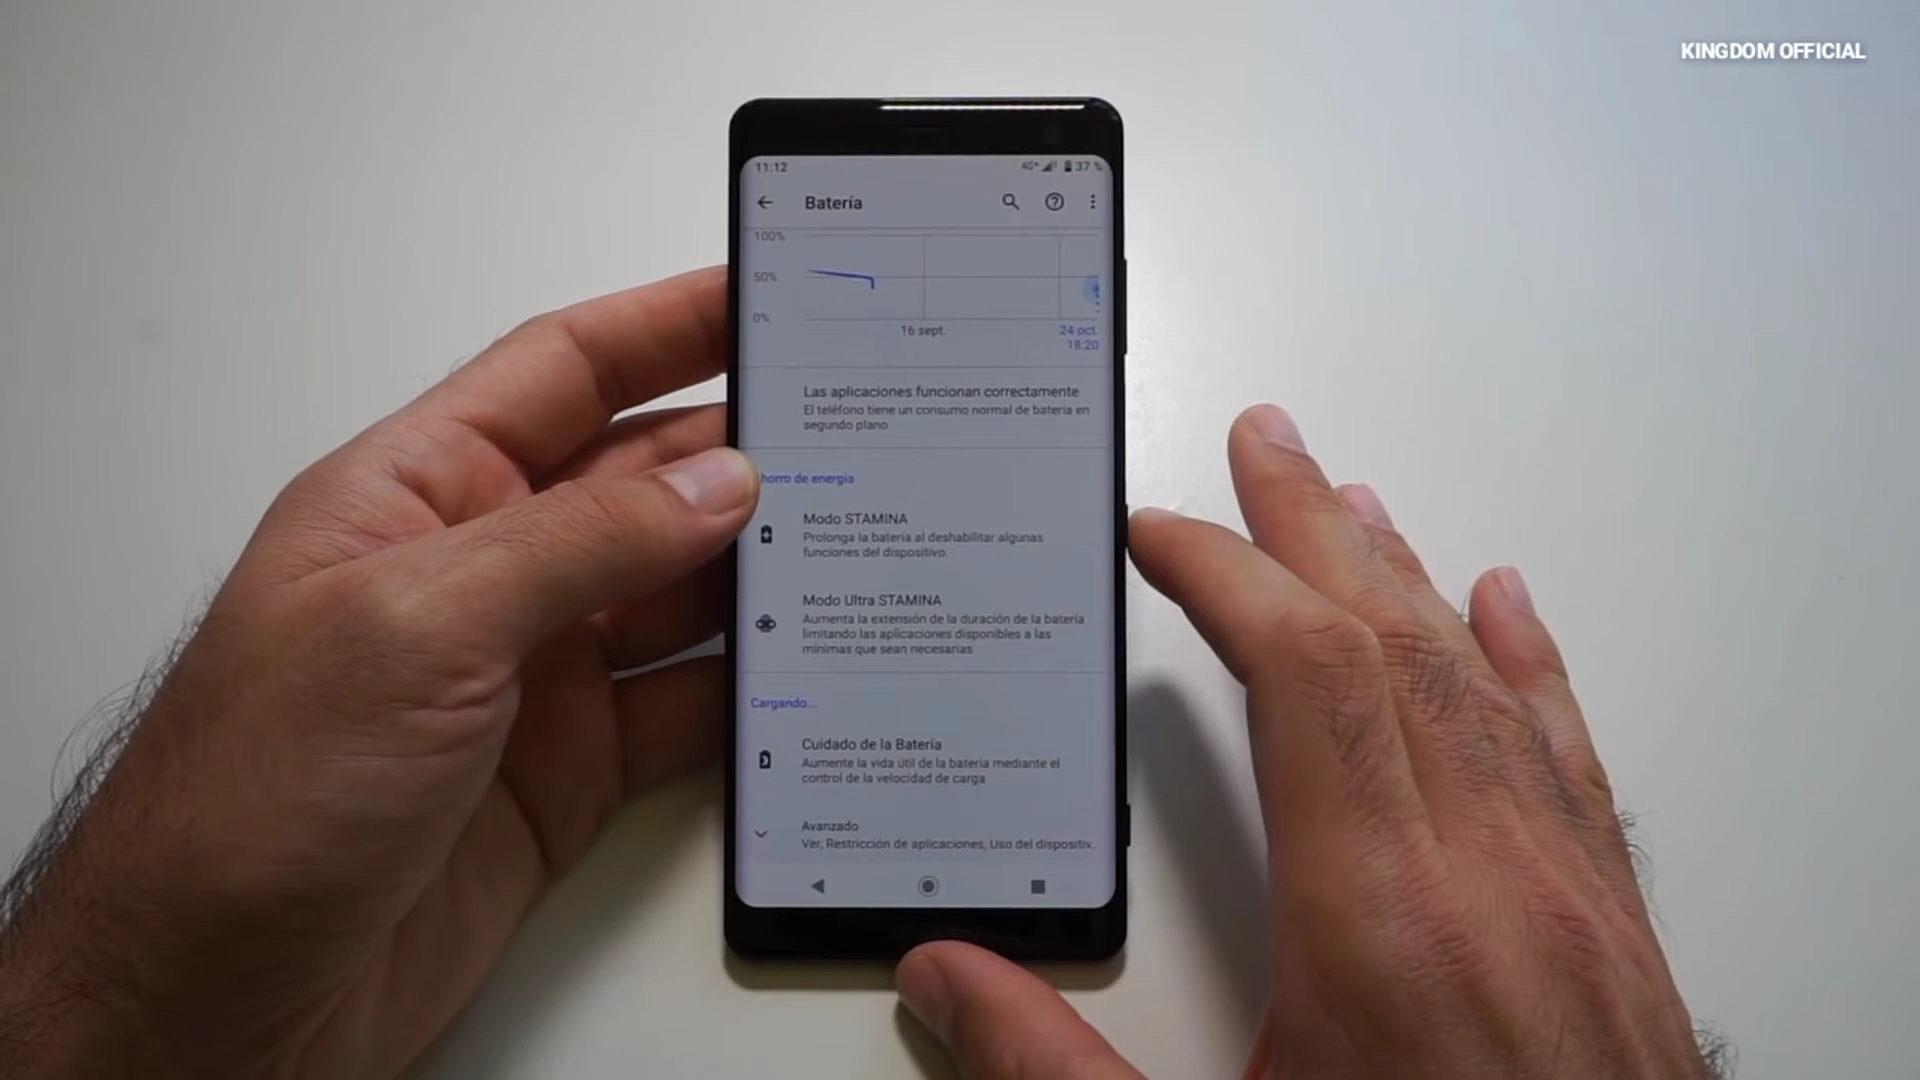 KINGDOM OFFICIAL
11:12
4G+ 37 %
Batería
100%
50%
0%
16 sept.
24 oct.
18:20
Las aplicaciones funcionan correctamente
El teléfono tiene un consumo normal de batería en
segundo plano
horro de energía
Modo STAMINA
Prolonga la batería al deshabilitar algunas
funciones del dispositivo.
Modo Ultra STAMINA
Aumenta la extensión de la duración de la batería
limitando las aplicaciones disponibles a las
mínimas que sean necesarias
Cargando...
Cuidado de la Batería
Aumente la vida útil de la batería mediante el
control de la velocidad de carga
Avanzado
Ver, Restricción de aplicaciones, Uso del dispositiv..